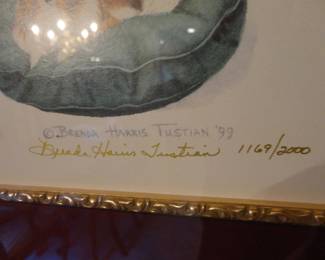 © BRENDA HARRIS TUSTIAN '99
Brenda Harris Tustian 1169/2000